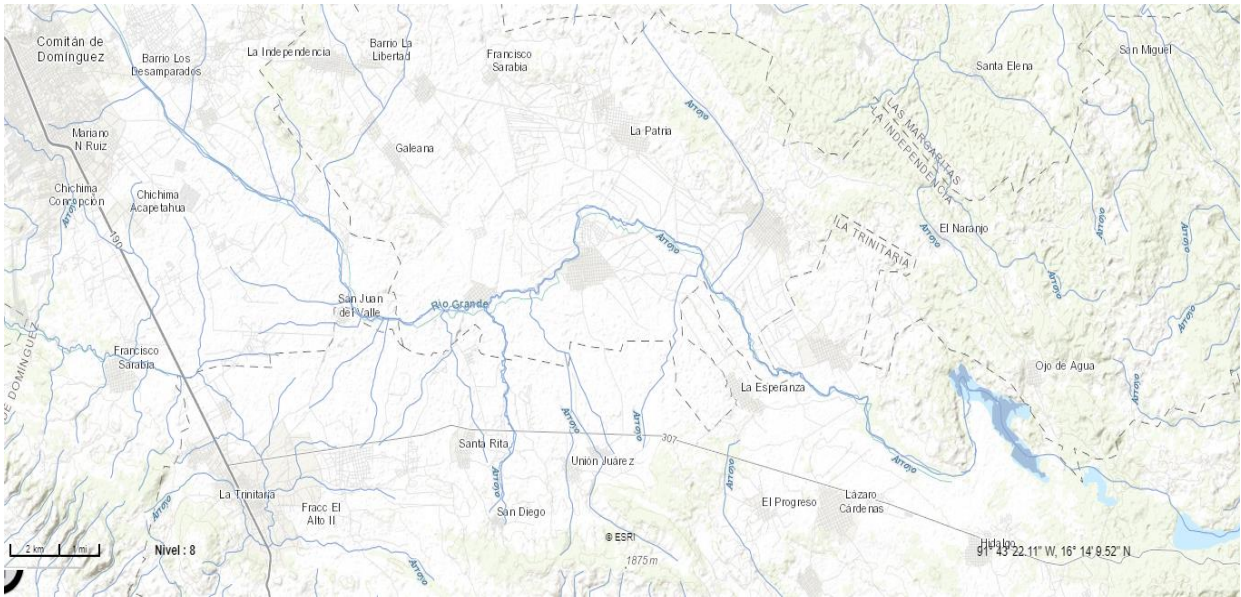 Comitán de
Domínguez
Barrio Los
Desamparados
La Independencia
Barrio La
Libertad
Francisco
Sarabia
Santa Elena
San Miguel
Arroyo
La Patria
Mariano
N Ruiz
Galeana
LAS MARGARITAS
LA INDEPENDENCIA
Chichima
Concepción
Chichima
Acapetahua
Arroyo
190
Arroyo
LA TRINITARIA
El Naranjo
Arroyo
Arroyo
Arroyo
Arroyo
San Juan
del Valle
Río Grande
Arroyo
E DOMÍNGUEZ
Francisco
Sarabia
La Esperanza
Ojo de Agua
Arroyo
Arroyo
Arroyo
307
Santa Rita
Unión Juárez
Arroyo
Arroyo
Arroyo
La Trinitaria
Arroyo
Fracc El
Alto II
San Diego
El Progreso
Lázaro
Cárdenas
Hidalgo
2 km
1 mi
Nivel : 8
© ESRI
1875 m
91° 43' 22.11" W, 16° 14' 9.52" N